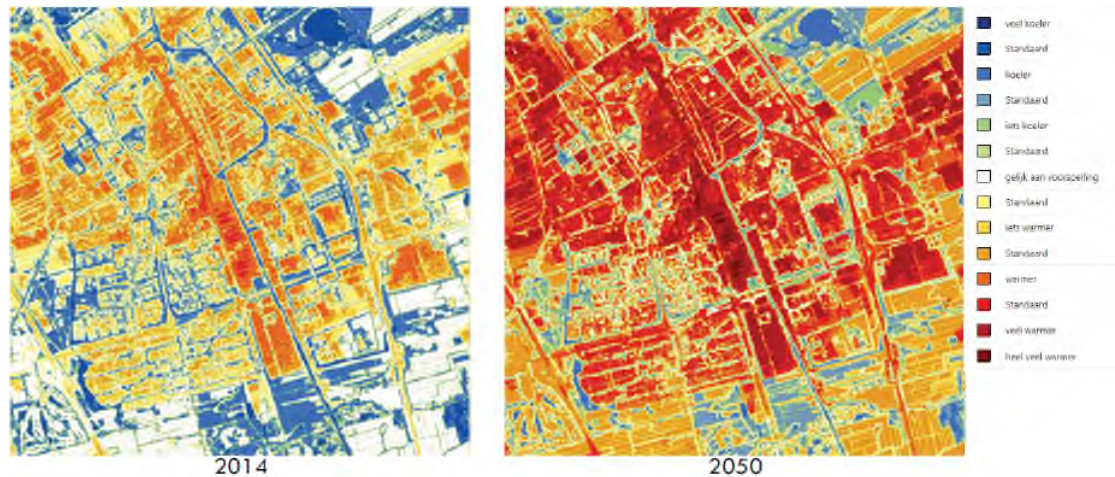 veel koeler
Standaard
koeler
Standaard
iets koeler
Standaard
gelijk aan voorspelling
Standaard
iets warmer
Standaard
warmer
Standaard
veel warmer
heel veel warmer
2014
2050